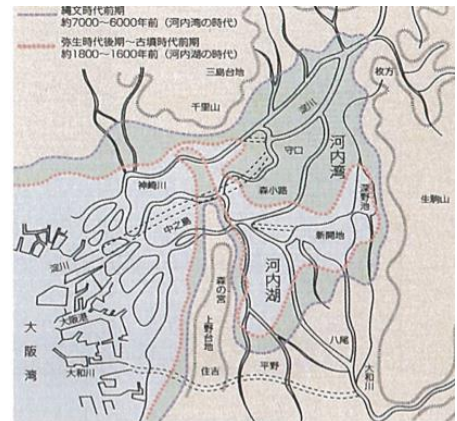 縄文時代前期
約7000～6000年前（河内湾の時代）
弥生時代後期～古墳時代前期
約1800～1600年前（河内湖の時代）
三島台地
枚方
千里山
淀川
守口
河内湾
神崎川
森小路
深野池
生駒山
中之島
新開地
淀川
森の宮
河内湖
大阪港
上野台地
八尾
大阪湾
大和川
住吉
平野
大和川